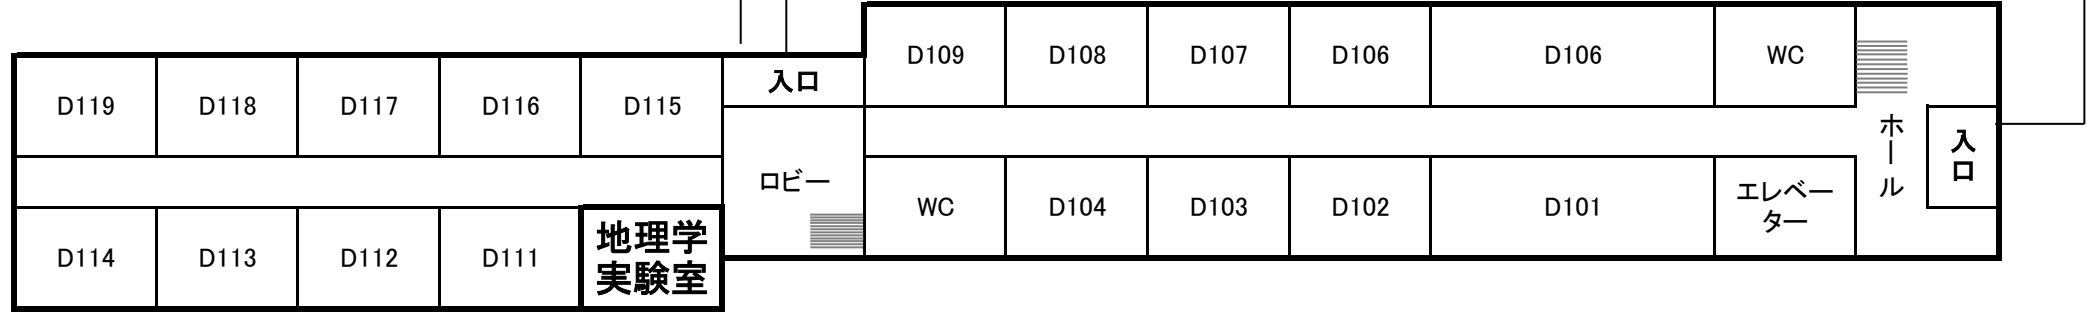 D109
D108
D107
D106
D106
WC
D119
D118
D117
D116
D115
入口
ホール
入口
ロビー
WC
D104
D103
D102
D101
エレベー
ター
D114
D113
D112
D111
地理学
実験室